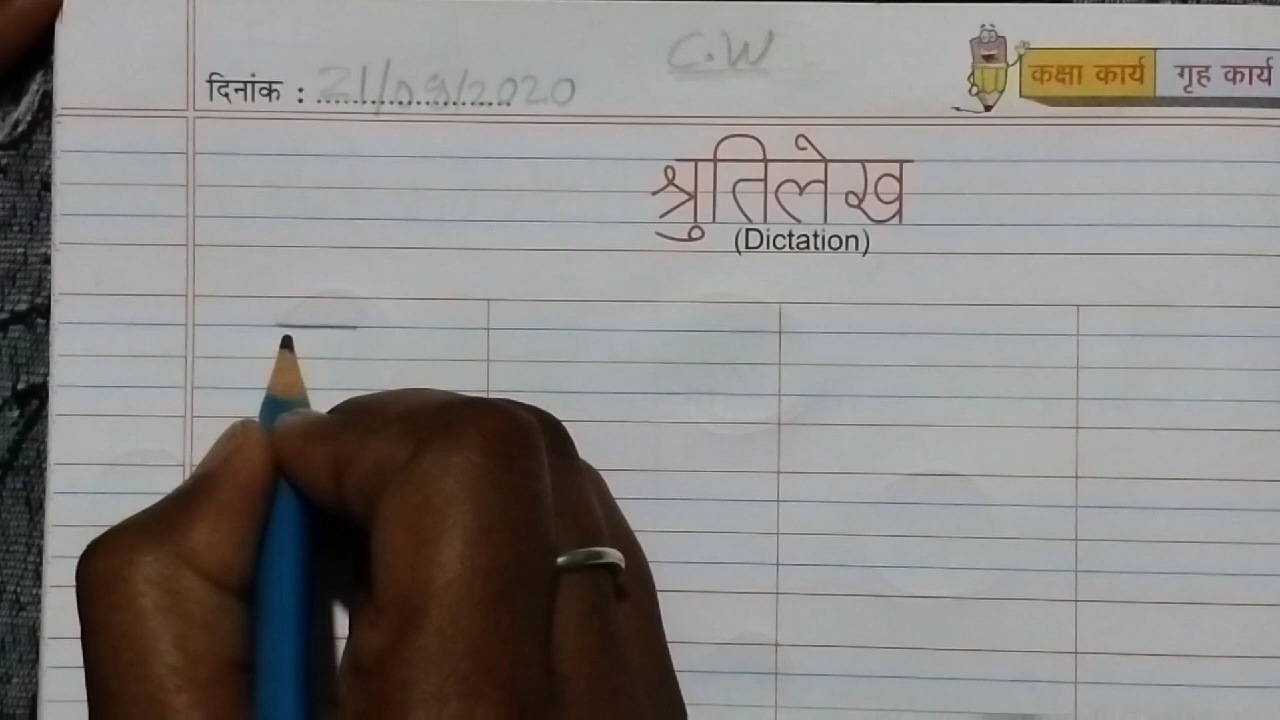 C.W
दिनांक : 21/09/2020
कक्षा कार्य गृह कार्य
श्रुतिलेख
(Dictation)